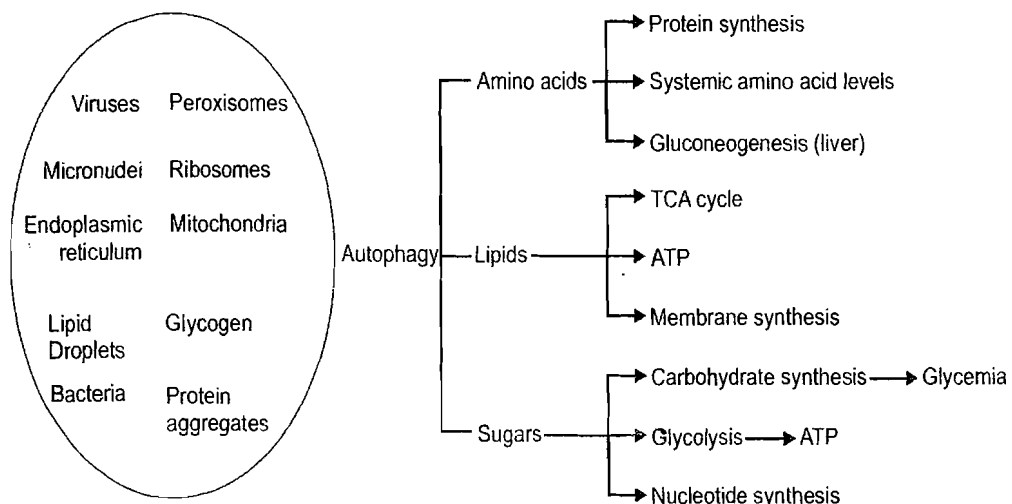 Viruses Peroxisomes
Micronudei Ribosomes
Endoplasmic
reticulum
Mitochondria
Lipid
Droplets
Glycogen
Bacteria
Protein
aggregates
Autophagy
Amino acids
Protein synthesis
Systemic amino acid levels
Gluconeogenesis (liver)
Lipids
TCA cycle
ATP
Membrane synthesis
Sugars
Carbohydrate synthesis Glycemia
Glycolysis ATP
Nucleotide synthesis